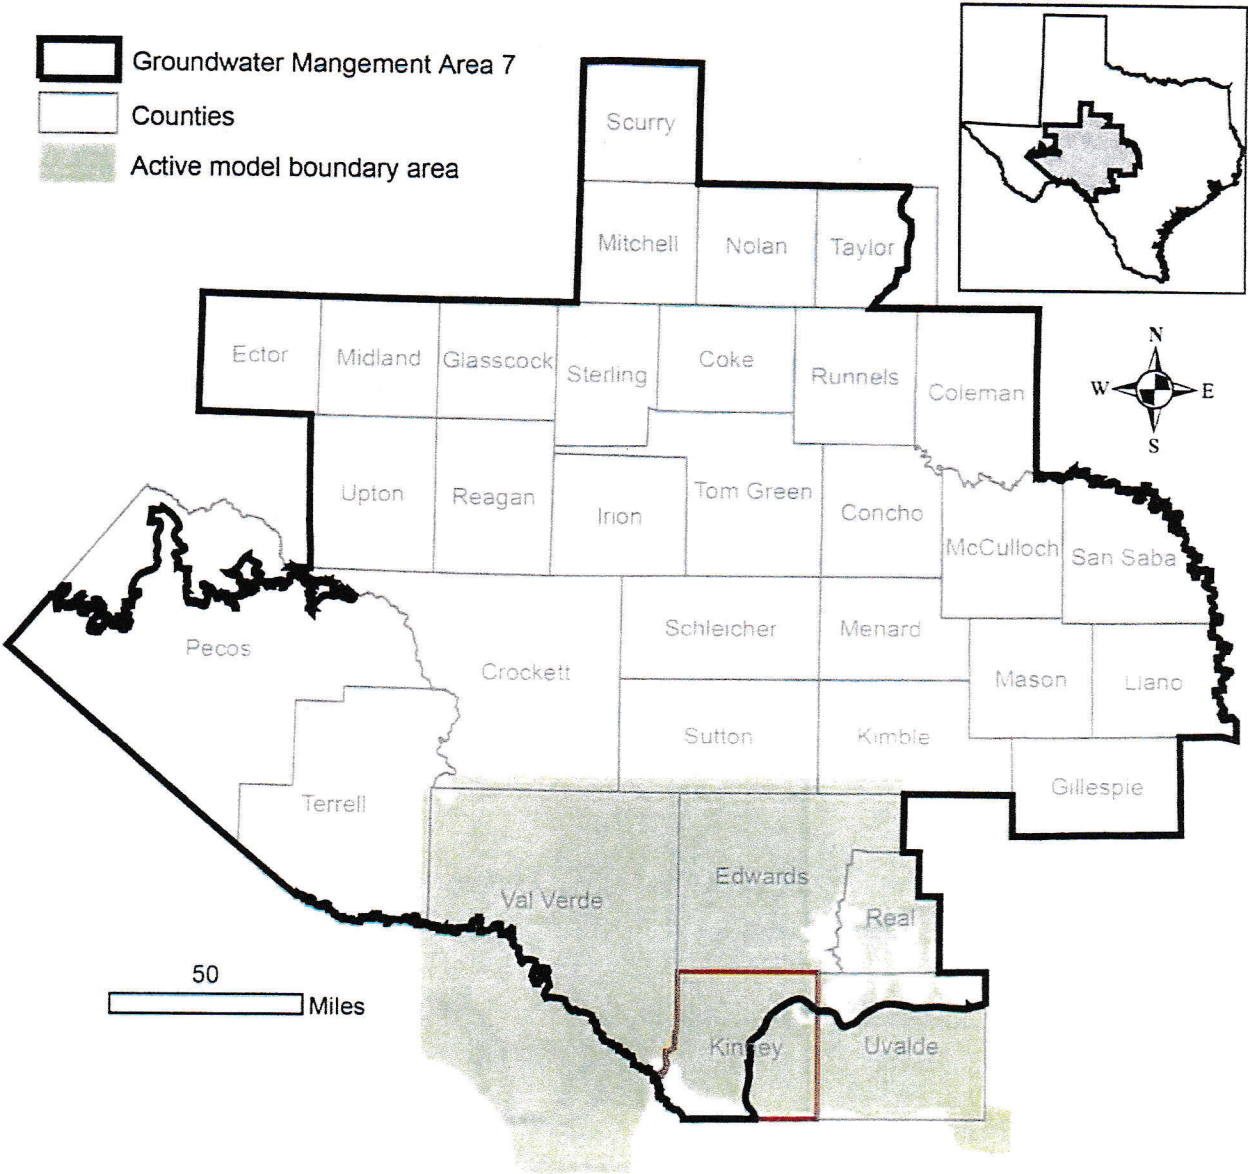 Groundwater Mangement Area 7
Counties
Active model boundary area
Scurry
Mitchell
Nolan
Taylor
Ector
Midland
Glasscock
Sterling
Coke
Runnels
Coleman
N
W
E
S
Upton
Reagan
Irion
Tom Green
Concho
McCulloch
San Saba
Pecos
Crockett
Schleicher
Menard
Mason
Llano
Sutton
Kimble
Gillespie
Terrell
Val Verde
Edwards
Real
50
Miles
Kinney
Uvalde